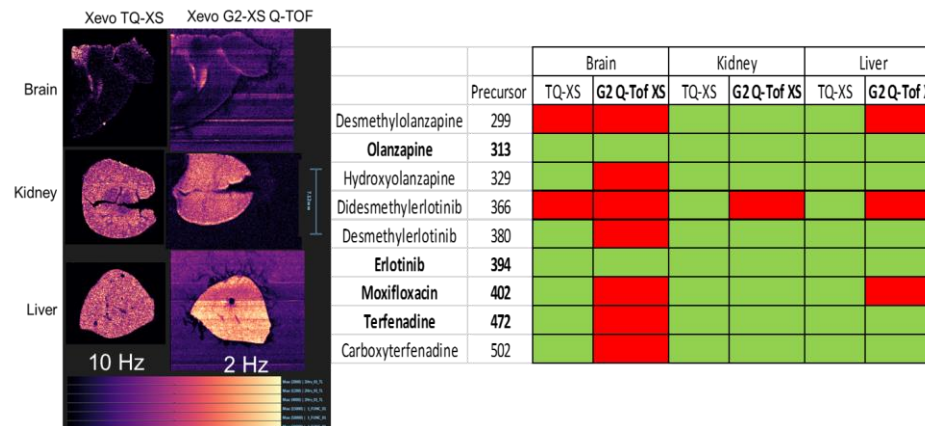 Xevo TQ-XS Xevo G2-XS Q-TOF
Brain
Kidney
Liver
10 Hz 2 Hz
Brain Kidney Liver
Precursor TQ-XS G2 Q-Tof XS TQ-XS G2 Q-Tof XS TQ-XS G2 Q-Tof X
Desmethylolanzapine 299
Olanzapine 313
Hydroxyolanzapine 329
Didesmethylerlotinib 366
Desmethylerlotinib 380
Erlotinib 394
Moxifloxacin 402
Terfenadine 472
Carboxyterfenadine 502